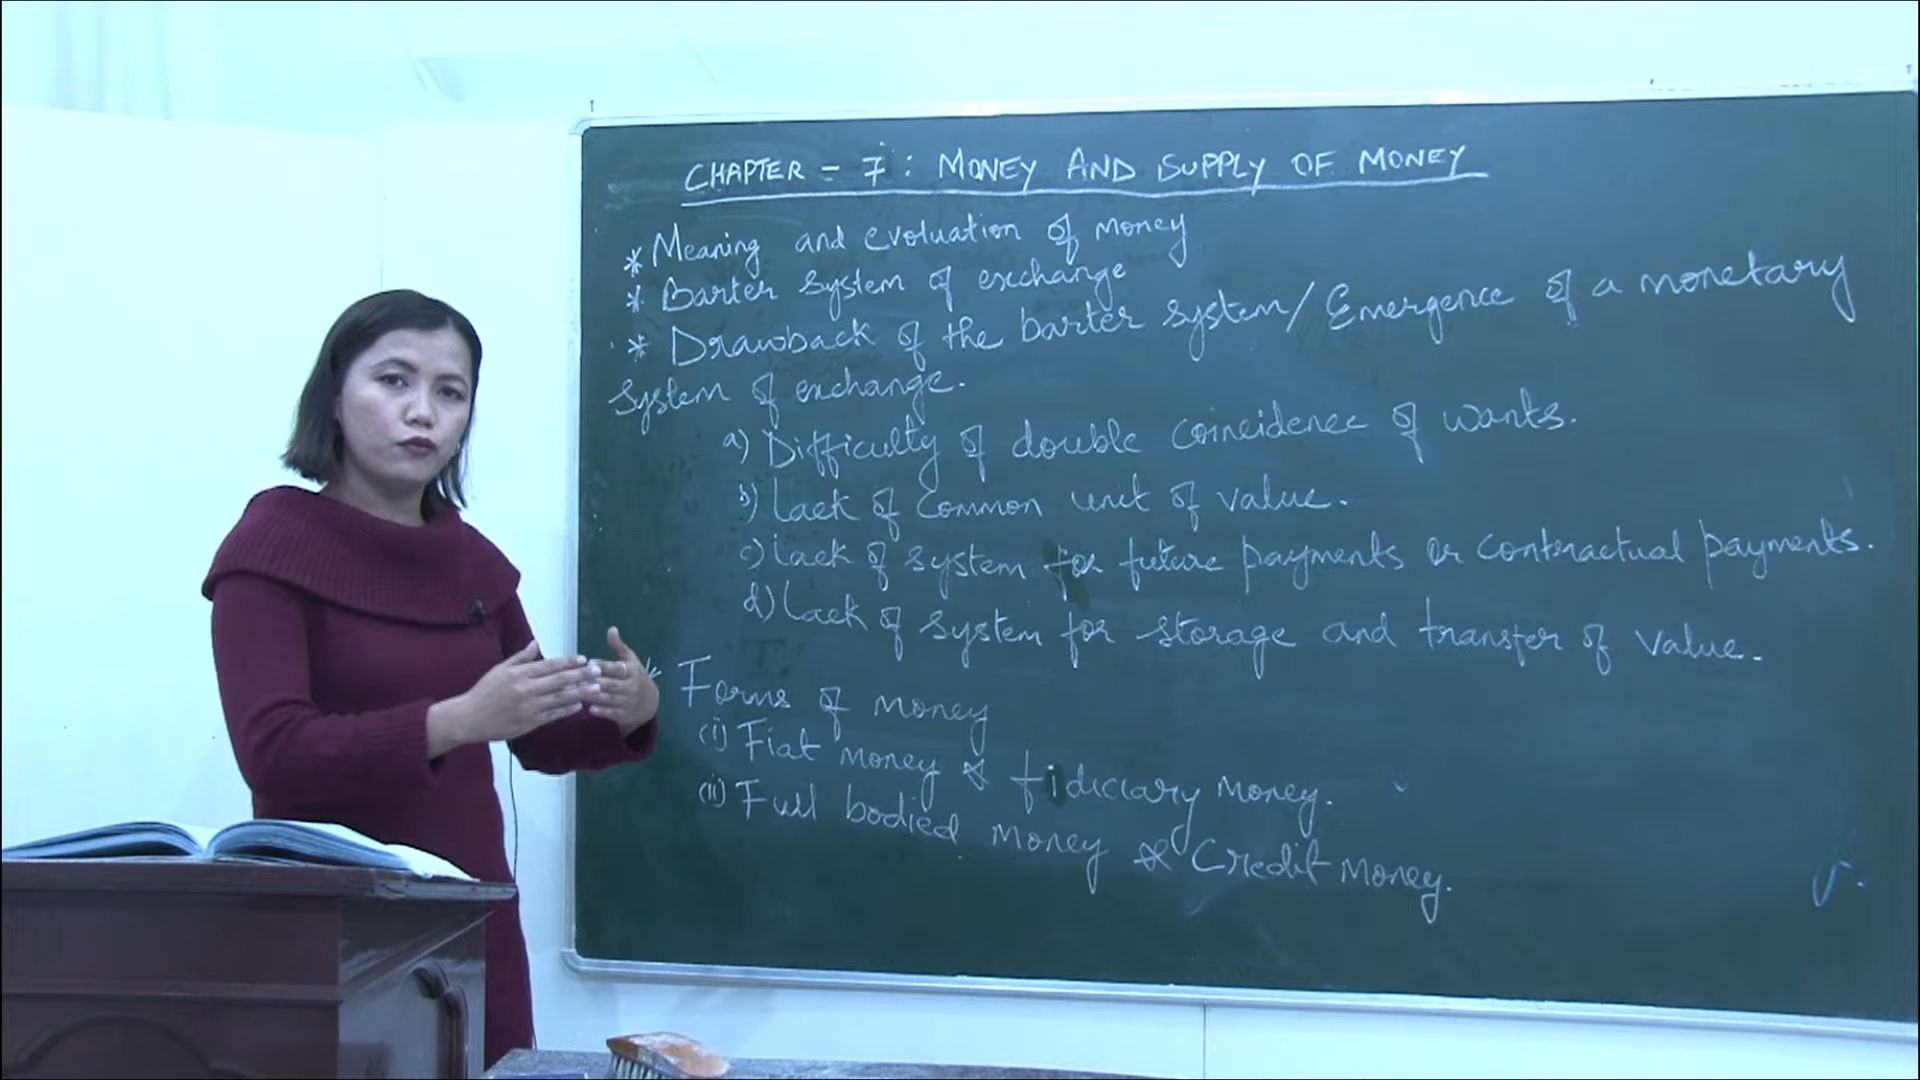 CHAPTER - 7 : MONEY AND SUPPLY OF MONEY
* Meaning and evoluation of money
* Barter system of exchange
* Drawback of the barter system/ Emergence of a monetary
system of exchange.
a) Difficulty of double coincidence of wants.
b) Lack of common unit of value.
c) Lack of system for future payments or contractual payments.
d) Lack of system for storage and transfer of value.
* Forms of money
(i) Fiat money & fiduciary money.
(ii) Full bodied money & Credit money.